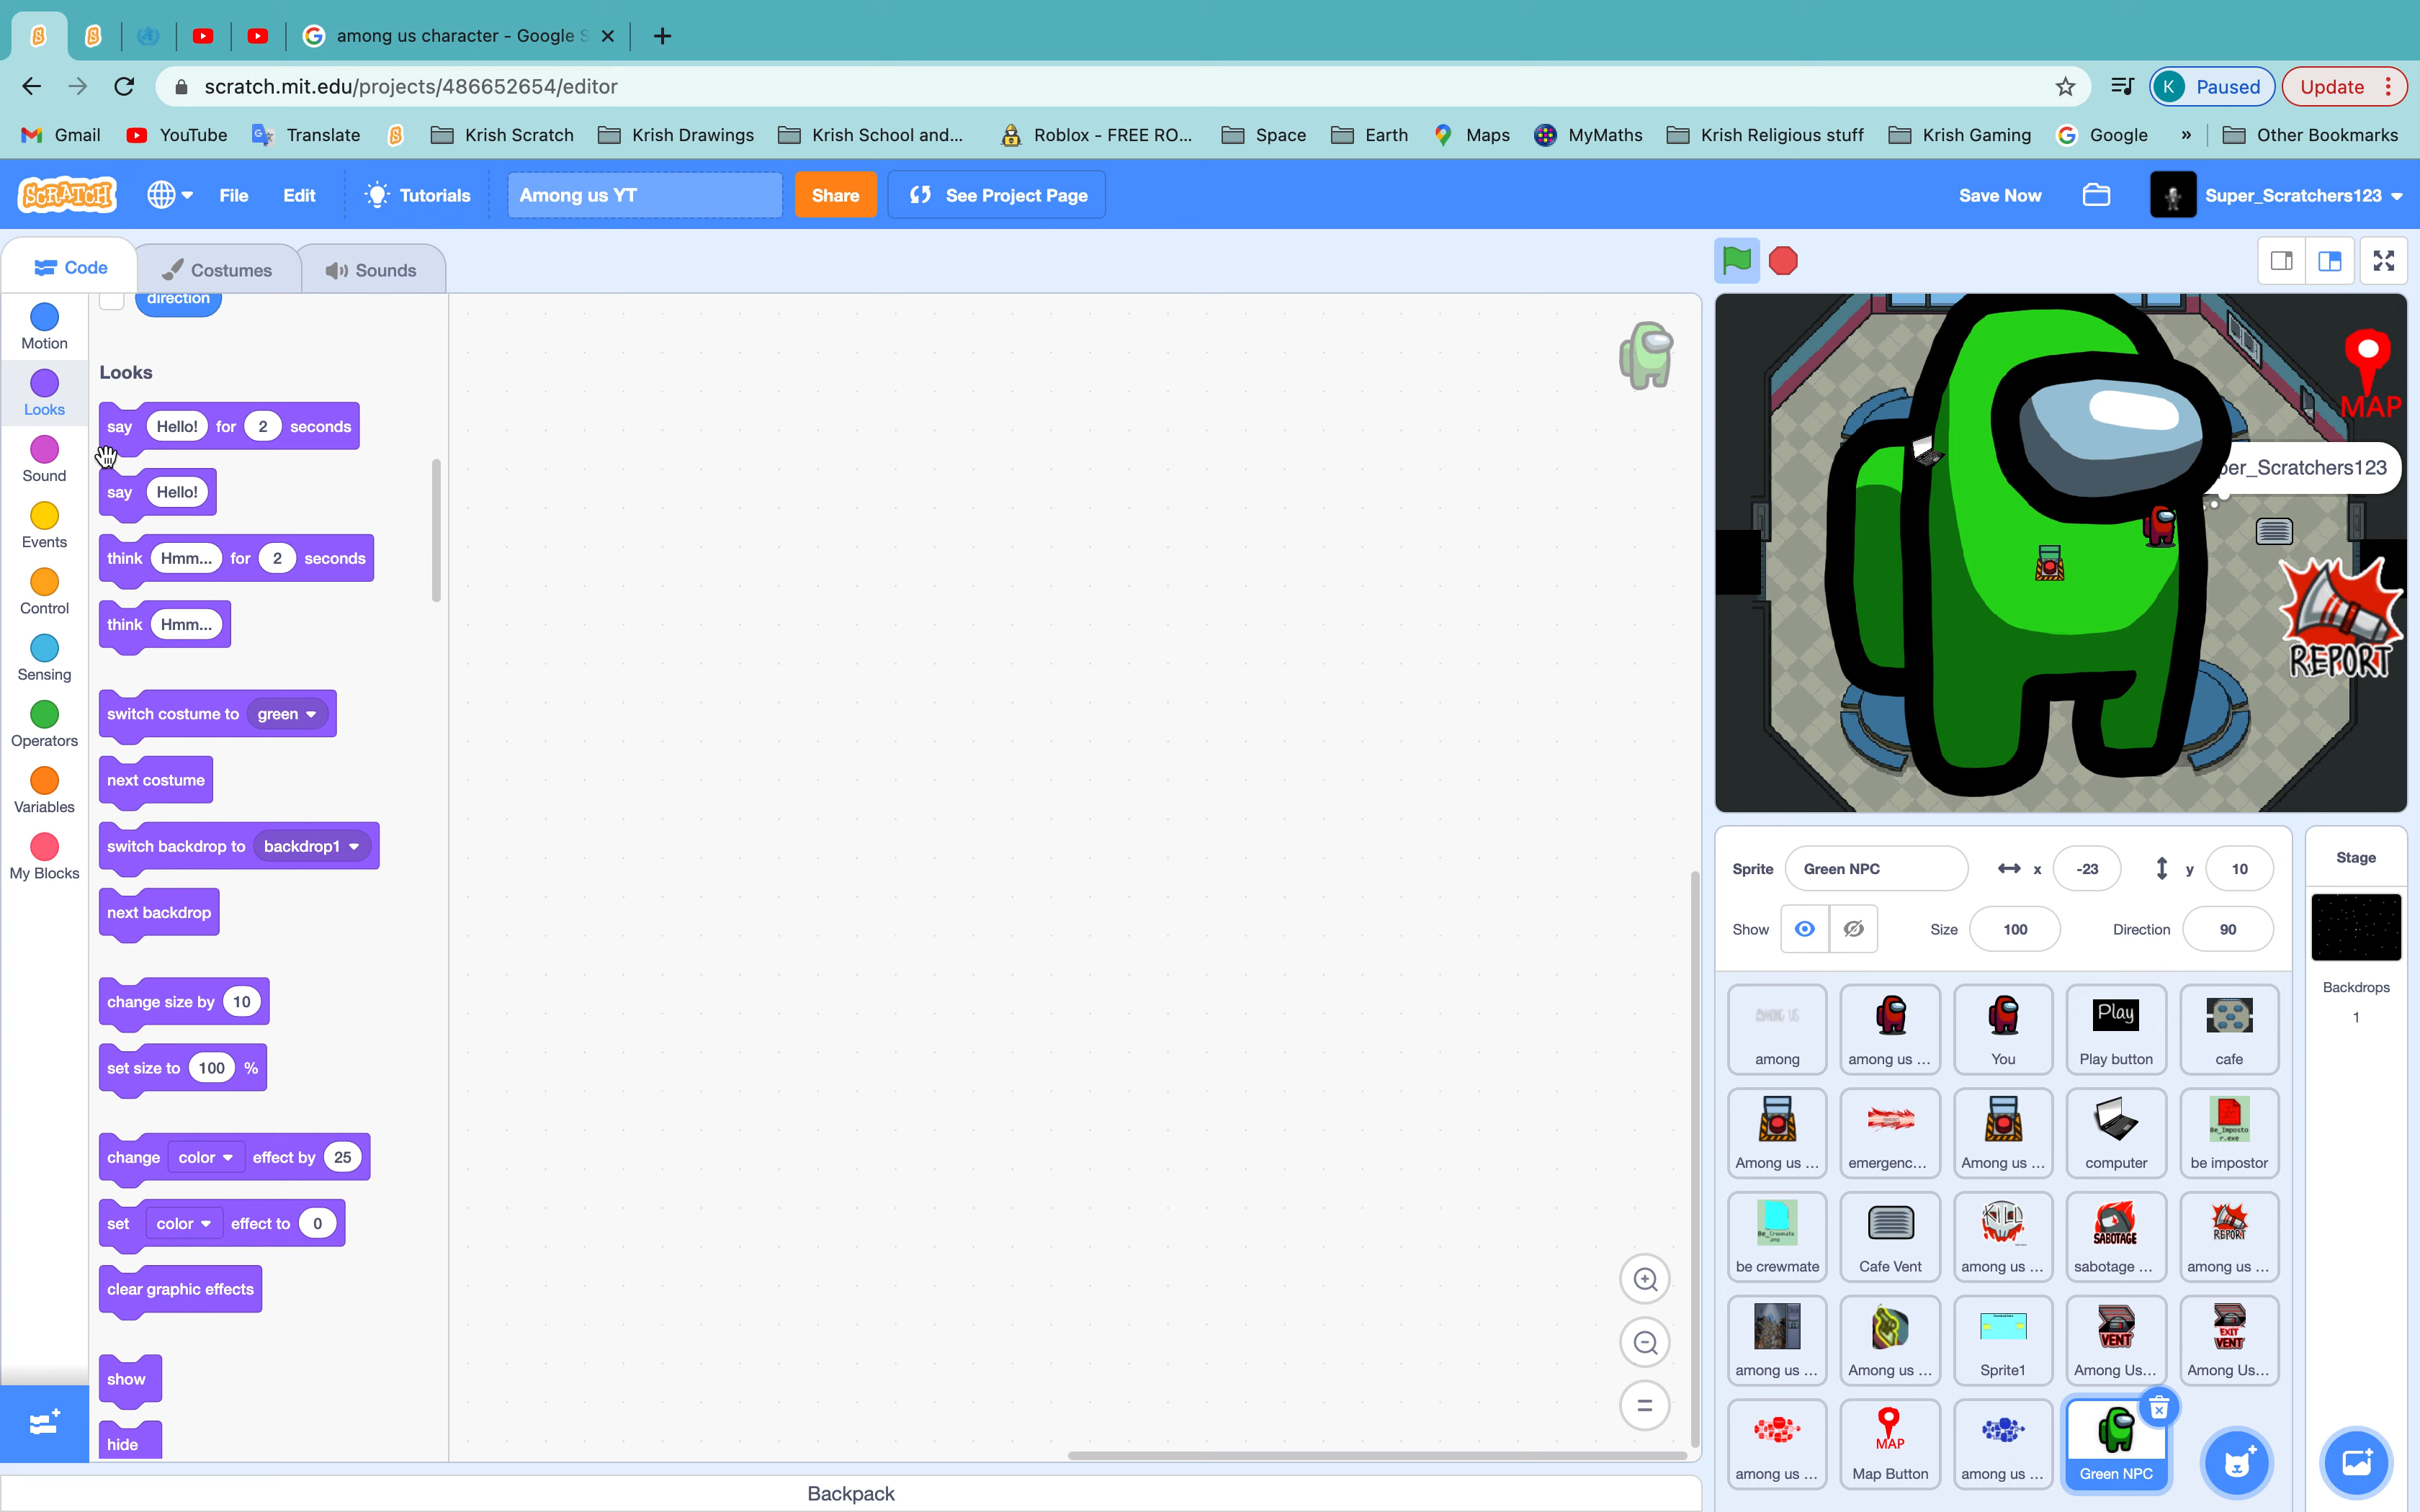 among us character - Google S
scratch.mit.edu/projects/486652654/editor
K Paused Update
Gmail YouTube Translate Krish Scratch Krish Drawings Krish School and... Roblox - FREE RO... Space Earth Maps MyMaths Krish Religious stuff Krish Gaming Google » Other Bookmarks
SCRATCH File Edit Tutorials Among us YT Share See Project Page Save Now Super_Scratchers123
Code Costumes Sounds
Motion
Looks
Sound
Events
Control
Sensing
Operators
Variables
My Blocks
direction
Looks
say Hello! for 2 seconds
say Hello!
think Hmm... for 2 seconds
think Hmm...
switch costume to green
next costume
switch backdrop to backdrop1
next backdrop
change size by 10
set size to 100 %
change color effect by 25
set color effect to 0
clear graphic effects
show
hide
Backpack
MAP
per_Scratchers123
REPORT
Sprite Green NPC x -23 y 10
Show Size 100 Direction 90
Stage
Backdrops
1
AMONG US
among
among us ...
You
Play
Play button
cafe
Among us ...
emergenc...
Among us ...
computer
Be_Imposto
r.exe
be impostor
be crewmate
Cafe Vent
KILL
among us ...
SABOTAGE
sabotage ...
REPORT
among us ...
among us ...
Among us ...
Sprite1
VENT
Among Us...
EXIT
VENT
Among Us...
among us ...
MAP
Map Button
among us ...
Green NPC